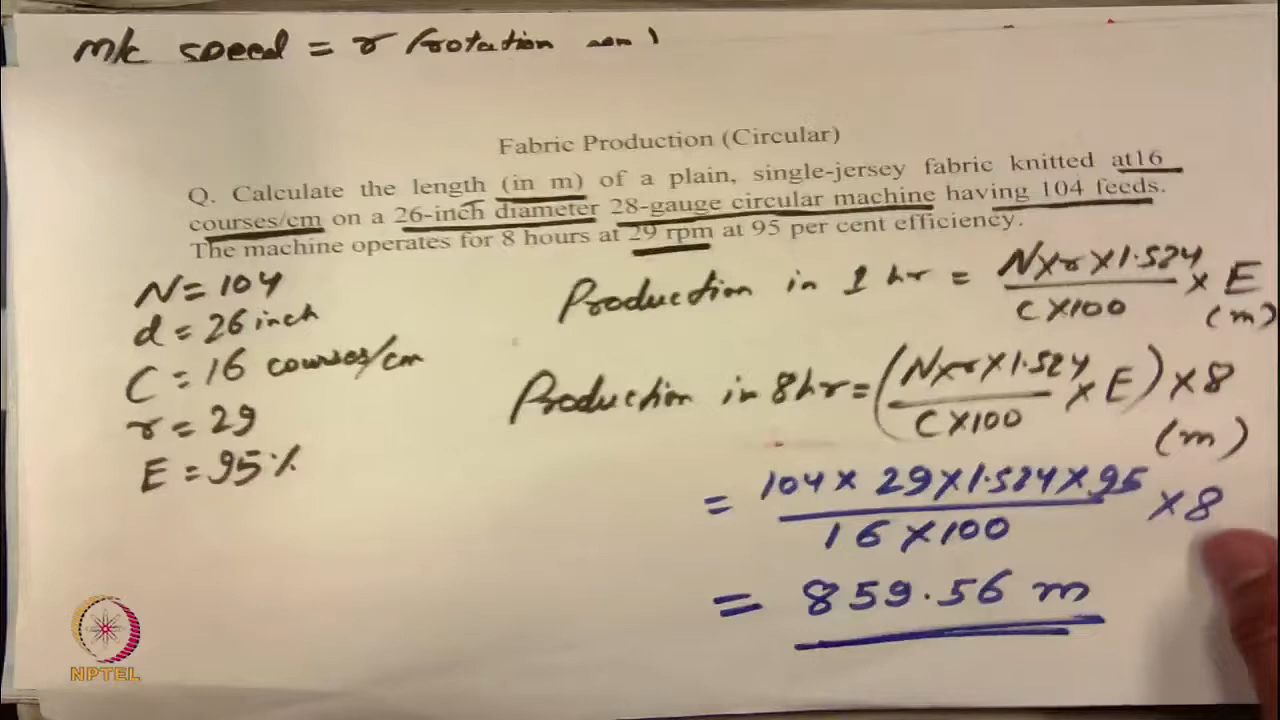 m/c speed = r (rotation
Fabric Production (Circular)
Q. Calculate the length (in m) of a plain, single-jersey fabric knitted at16
courses/cm on a 26-inch diameter 28-gauge circular machine having 104 feeds.
The machine operates for 8 hours at 29 rpm at 95 per cent efficiency.
N = 104
d = 26 inch
C = 16 courses/cm
r = 29
E = 95%
Production in 1 hr = N×r×1.524 / C×100 × E (m)
Production in 8hr = (N×r×1.524 / C×100 × E) × 8 (m)
= 104 × 29 × 1.524 × 95 / 16 × 100 × 8
= 859.56 m
NPTEL